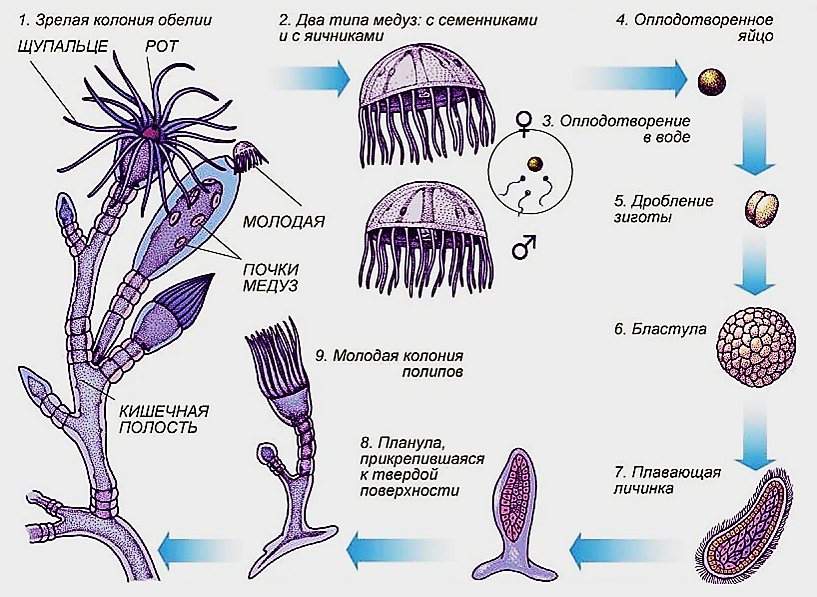 1. Зрелая колония обелии
ЩУПАЛЬЦЕ
РОТ
МОЛОДАЯ
ПОЧКИ
МЕДУЗ
КИШЕЧНАЯ
ПОЛОСТЬ
2. Два типа медуз: с семенниками
и с яичниками
♀
3. Оплодотворение
в воде
♂
4. Оплодотворенное
яйцо
5. Дробление
зиготы
6. Бластула
7. Плавающая
личинка
8. Планула,
прикрепившаяся
к твердой
поверхности
9. Молодая колония
полипов